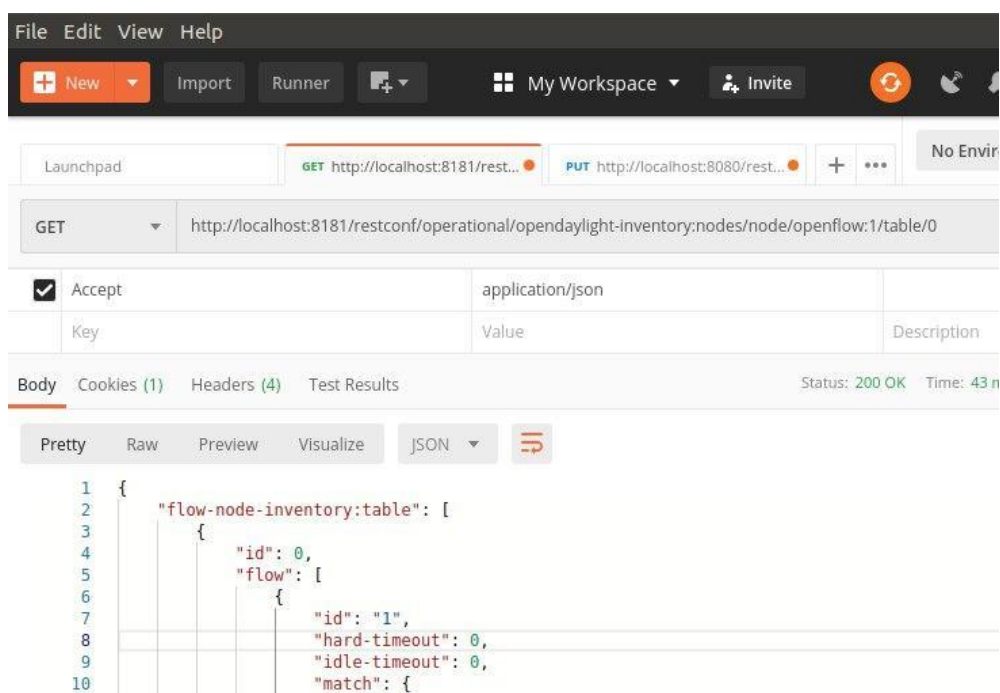 File Edit View Help
New Import Runner My Workspace Invite
Launchpad GET http://localhost:8181/rest... PUT http://localhost:8080/rest... + ••• No Envir
GET http://localhost:8181/restconf/operational/opendaylight-inventory:nodes/node/openflow:1/table/0
Accept application/json
Key Value Description
Body Cookies (1) Headers (4) Test Results Status: 200 OK Time: 43 m
Pretty Raw Preview Visualize JSON
1 {
2 "flow-node-inventory:table": [
3 {
4 "id": 0,
5 "flow": [
6 {
7 "id": "1",
8 "hard-timeout": 0,
9 "idle-timeout": 0,
10 "match": {